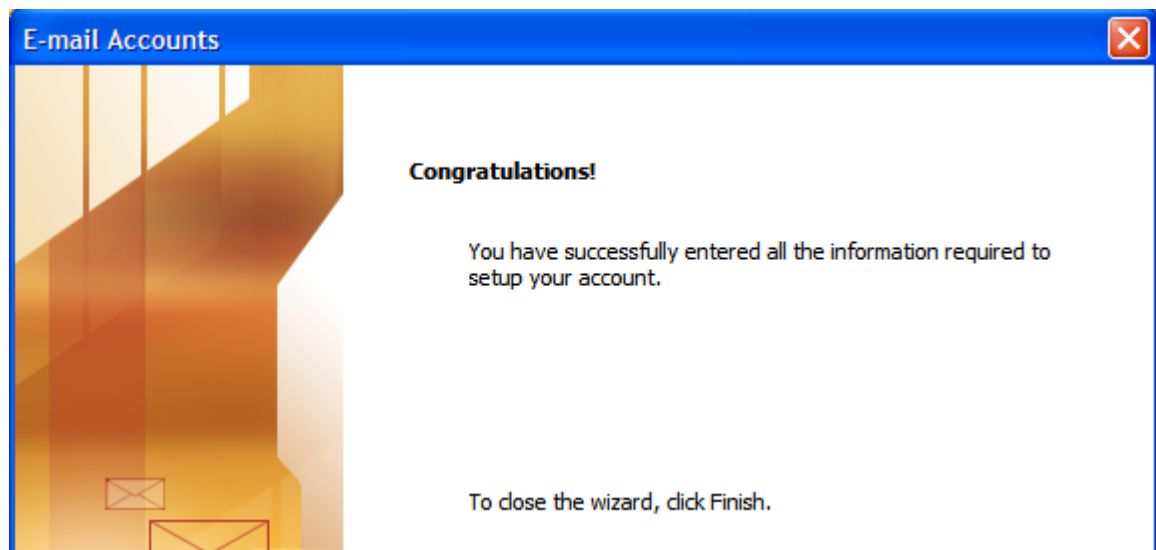 E-mail Accounts
Congratulations!
You have successfully entered all the information required to
setup your account.
To close the wizard, click Finish.